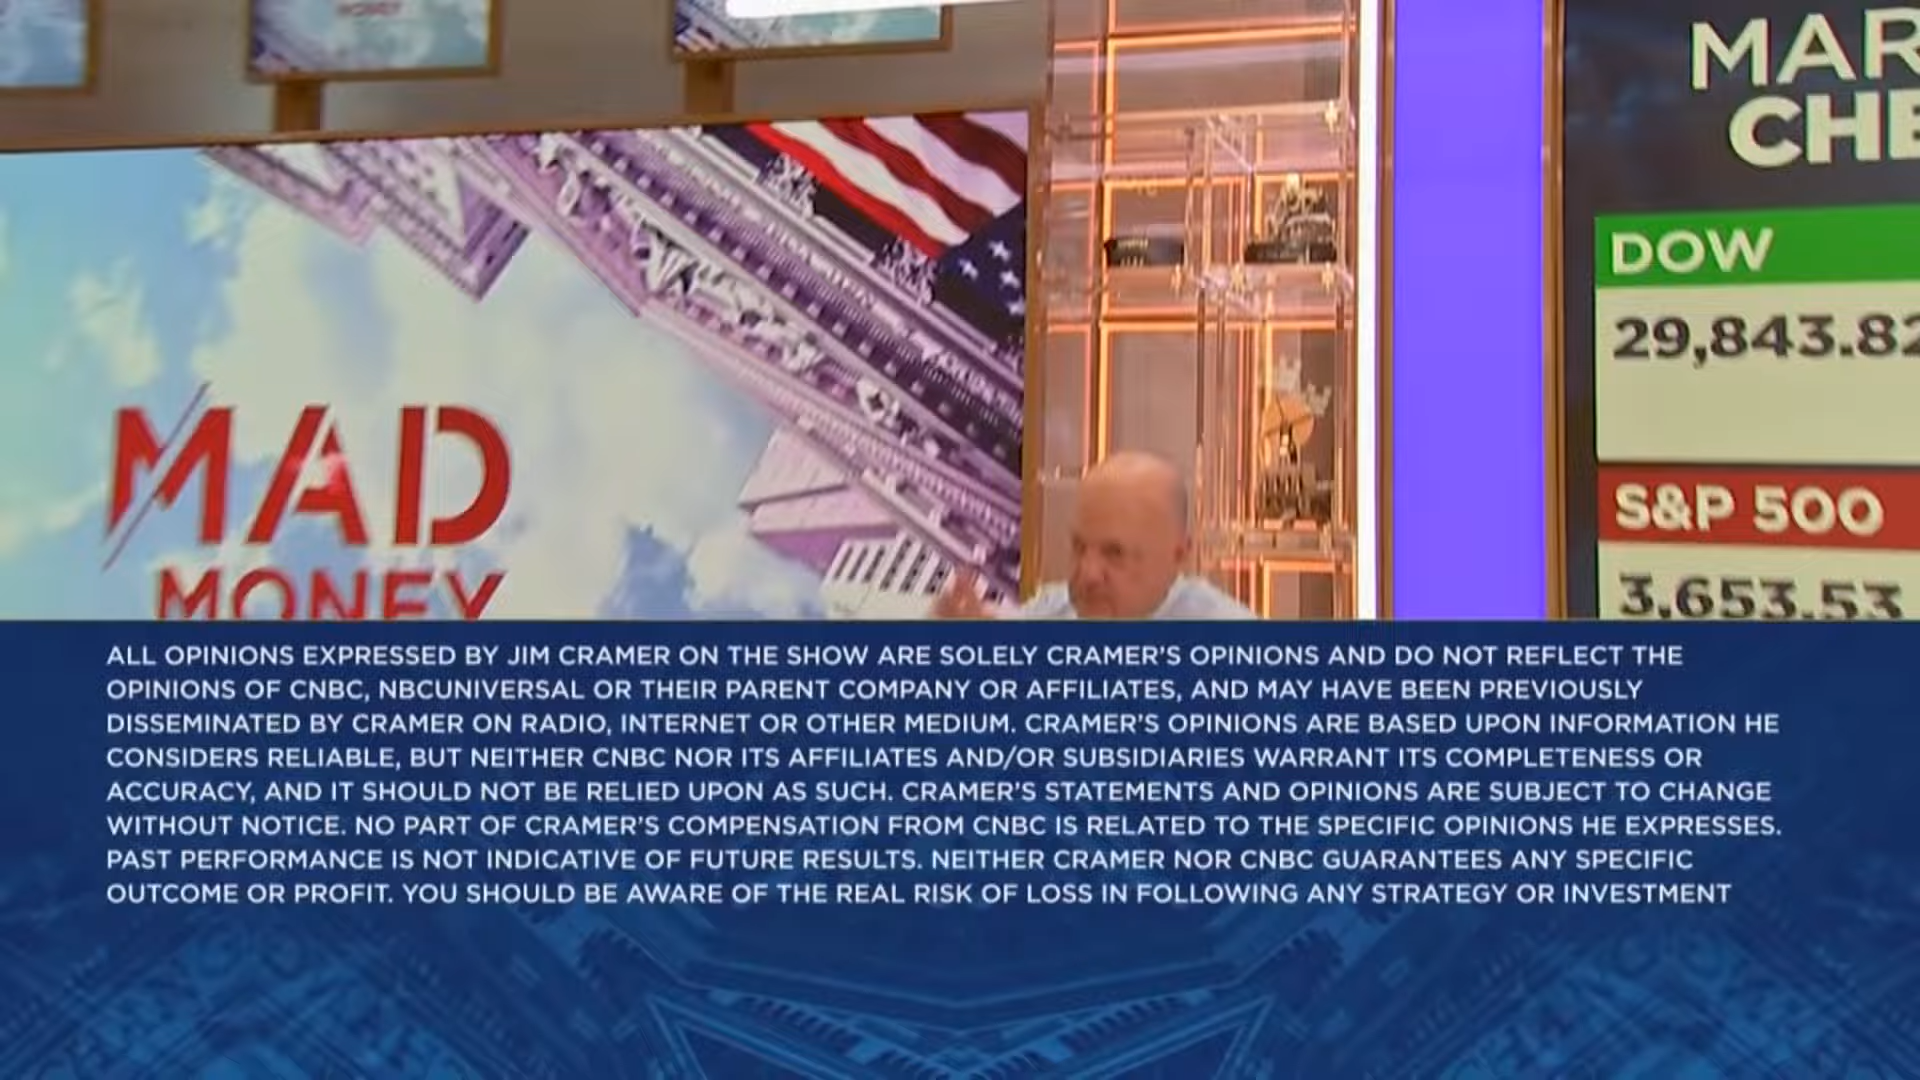 MONEY
MAD
MONEY
MAR
CHE
DOW
29,843.82
S&P 500
3,653.53
ALL OPINIONS EXPRESSED BY JIM CRAMER ON THE SHOW ARE SOLELY CRAMER'S OPINIONS AND DO NOT REFLECT THE
OPINIONS OF CNBC, NBCUNIVERSAL OR THEIR PARENT COMPANY OR AFFILIATES, AND MAY HAVE BEEN PREVIOUSLY
DISSEMINATED BY CRAMER ON RADIO, INTERNET OR OTHER MEDIUM. CRAMER'S OPINIONS ARE BASED UPON INFORMATION HE
CONSIDERS RELIABLE, BUT NEITHER CNBC NOR ITS AFFILIATES AND/OR SUBSIDIARIES WARRANT ITS COMPLETENESS OR
ACCURACY, AND IT SHOULD NOT BE RELIED UPON AS SUCH. CRAMER'S STATEMENTS AND OPINIONS ARE SUBJECT TO CHANGE
WITHOUT NOTICE. NO PART OF CRAMER'S COMPENSATION FROM CNBC IS RELATED TO THE SPECIFIC OPINIONS HE EXPRESSES.
PAST PERFORMANCE IS NOT INDICATIVE OF FUTURE RESULTS. NEITHER CRAMER NOR CNBC GUARANTEES ANY SPECIFIC
OUTCOME OR PROFIT. YOU SHOULD BE AWARE OF THE REAL RISK OF LOSS IN FOLLOWING ANY STRATEGY OR INVESTMENT